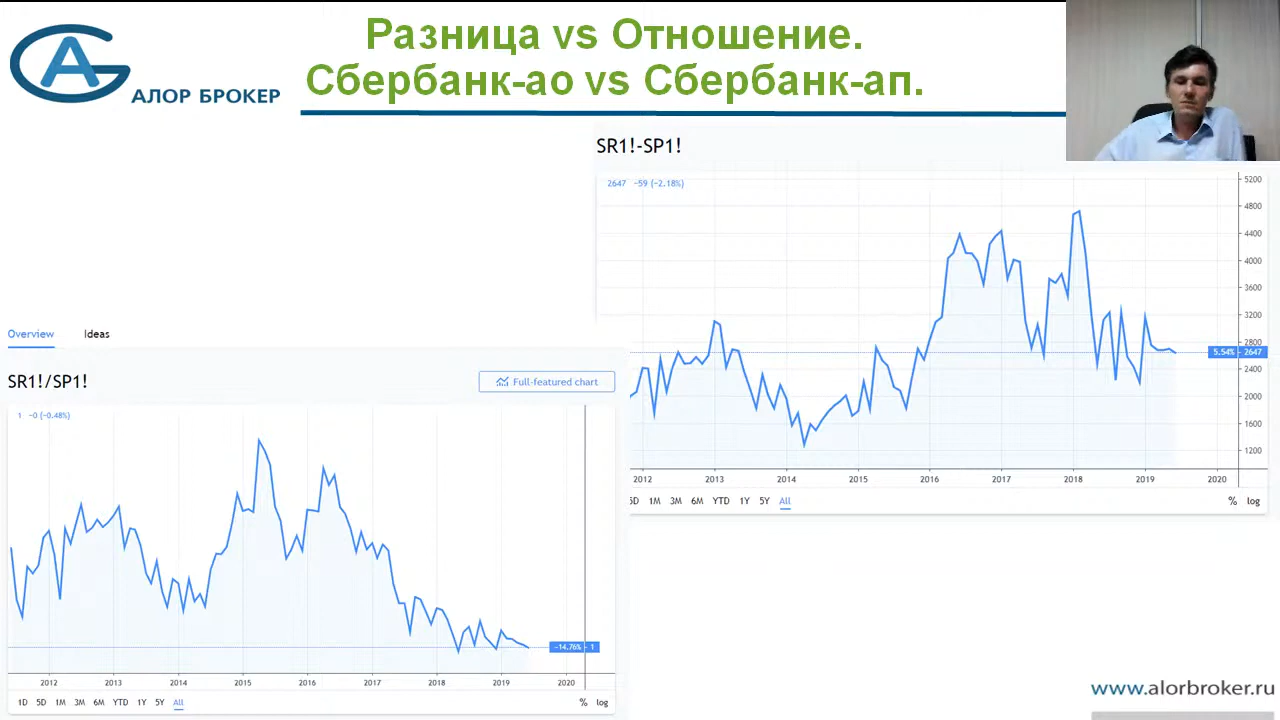 Разница vs Отношение.
Сбербанк-ао vs Сбербанк-ап.
АЛОР БРОКЕР
SR1!-SP1!
2647 −59 (−2.18%)
5200
4800
4400
4000
3600
3200
2800
5.54% - 2647
2400
2000
1600
1200
2012 2013 2014 2015 2016 2017 2018 2019 2020
5D 1M 3M 6M YTD 1Y 5Y All
% log
Overview Ideas
SR1!/SP1!
Full-featured chart
1 −0 (−0.48%)
−14.76% - 1
2012 2013 2014 2015 2016 2017 2018 2019 2020
1D 5D 1M 3M 6M YTD 1Y 5Y All
% log
www.alorbroker.ru